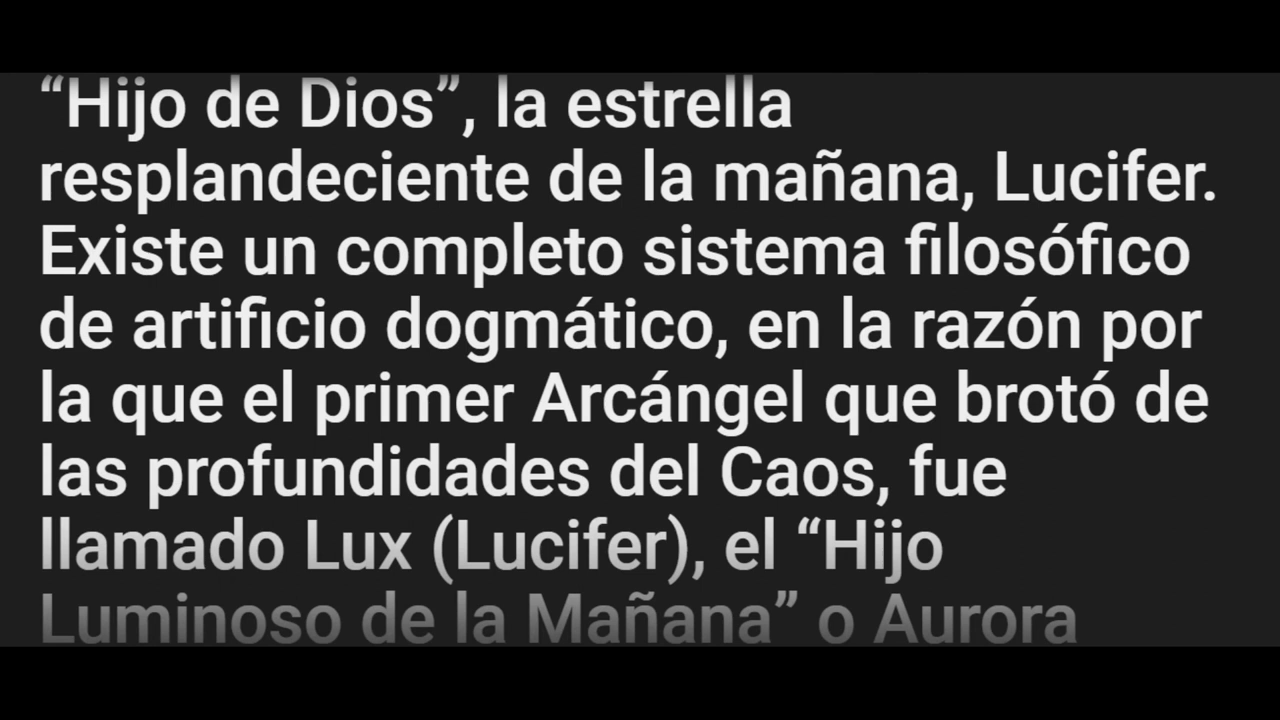 “Hijo de Dios”, la estrella
resplandeciente de la mañana, Lucifer.
Existe un completo sistema filosófico
de artificio dogmático, en la razón por
la que el primer Arcángel que brotó de
las profundidades del Caos, fue
llamado Lux (Lucifer), el “Hijo
Luminoso de la Mañana” o Aurora